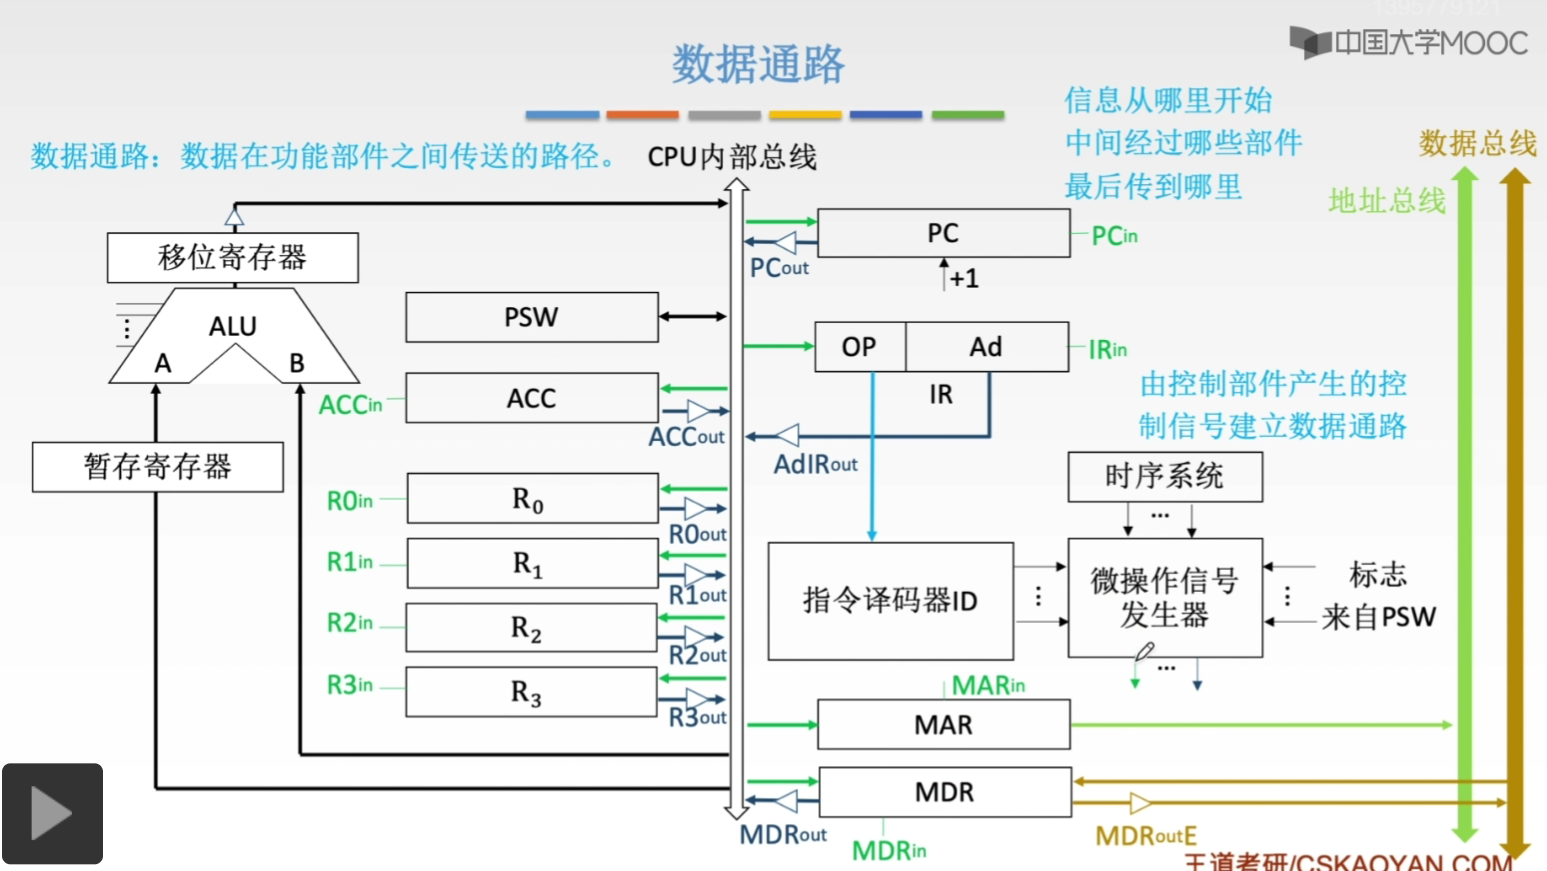 1395779121
中国大学MOOC
数据通路
信息从哪里开始
中间经过哪些部件
最后传到哪里
数据总线
地址总线
数据通路：数据在功能部件之间传送的路径。
CPU内部总线
移位寄存器
ALU
A
B
暂存寄存器
PSW
ACC
ACCin
ACCout
R0
R0in
R0out
R1
R1in
R1out
R2
R2in
R2out
R3
R3in
R3out
PC
PCin
PCout
+1
OP
Ad
IRin
IR
AdIRout
由控制部件产生的控
制信号建立数据通路
时序系统
...
指令译码器ID
微操作信号
发生器
标志
来自PSW
...
MARin
MAR
MDR
MDRout
MDRin
MDRoutE
王道考研/CSKAOYAN.COM